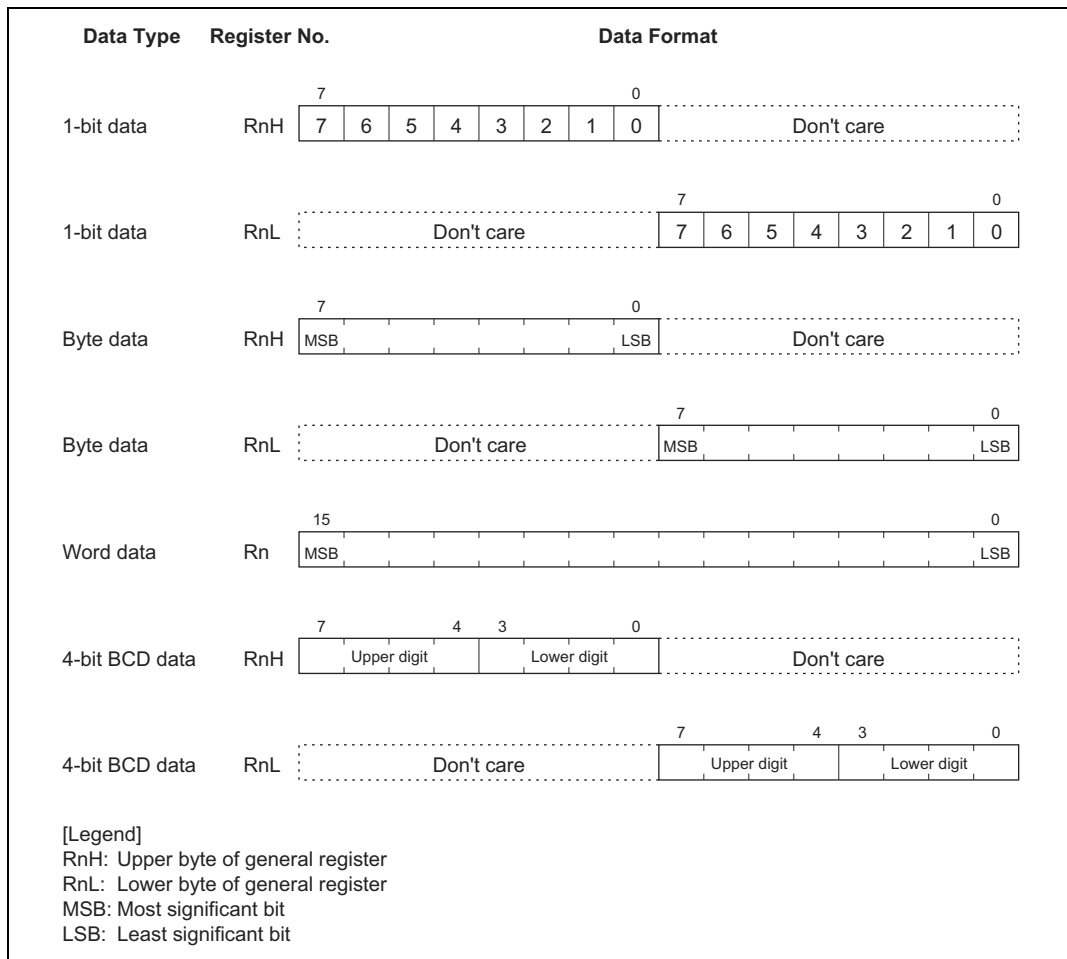 Data Type Register No. Data Format
7 0
1-bit data RnH 7 6 5 4 3 2 1 0 Don't care
7 0
1-bit data RnL Don't care 7 6 5 4 3 2 1 0
7 0
Byte data RnH MSB LSB Don't care
7 0
Byte data RnL Don't care MSB LSB
15 0
Word data Rn MSB LSB
7 4 3 0
4-bit BCD data RnH Upper digit Lower digit Don't care
7 4 3 0
4-bit BCD data RnL Don't care Upper digit Lower digit
[Legend]
RnH: Upper byte of general register
RnL: Lower byte of general register
MSB: Most significant bit
LSB: Least significant bit